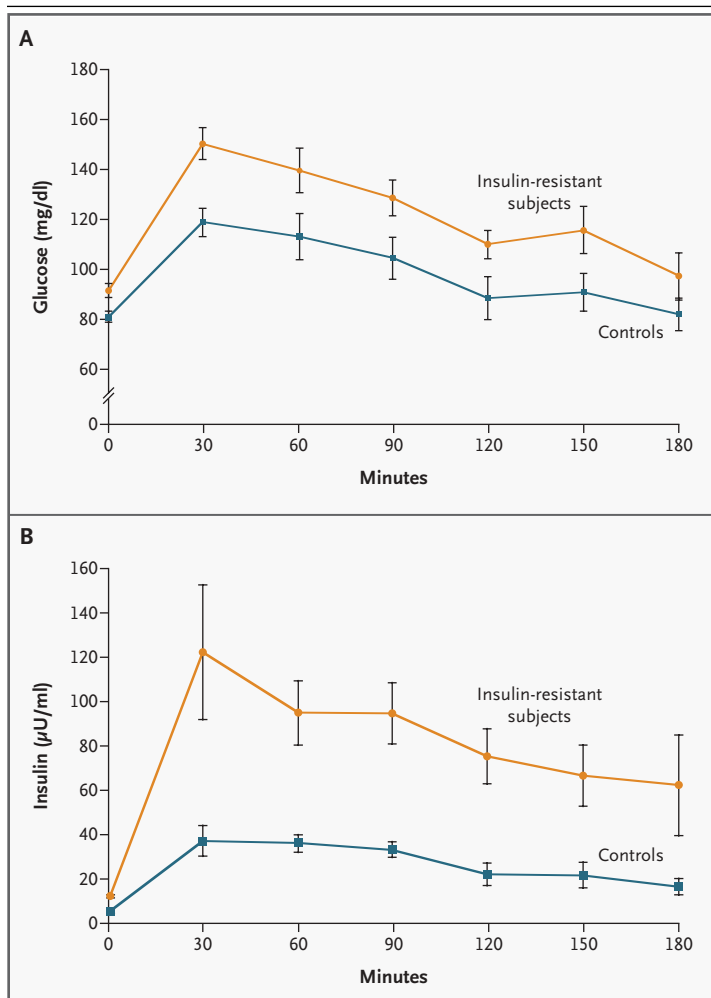 A
180
160
140
120
100
80
60
0
Glucose (mg/dl)
Insulin-resistant
subjects
Controls
0 30 60 90 120 150 180
Minutes
B
160
140
120
100
80
60
40
20
0
Insulin (µU/ml)
Insulin-resistant
subjects
Controls
0 30 60 90 120 150 180
Minutes